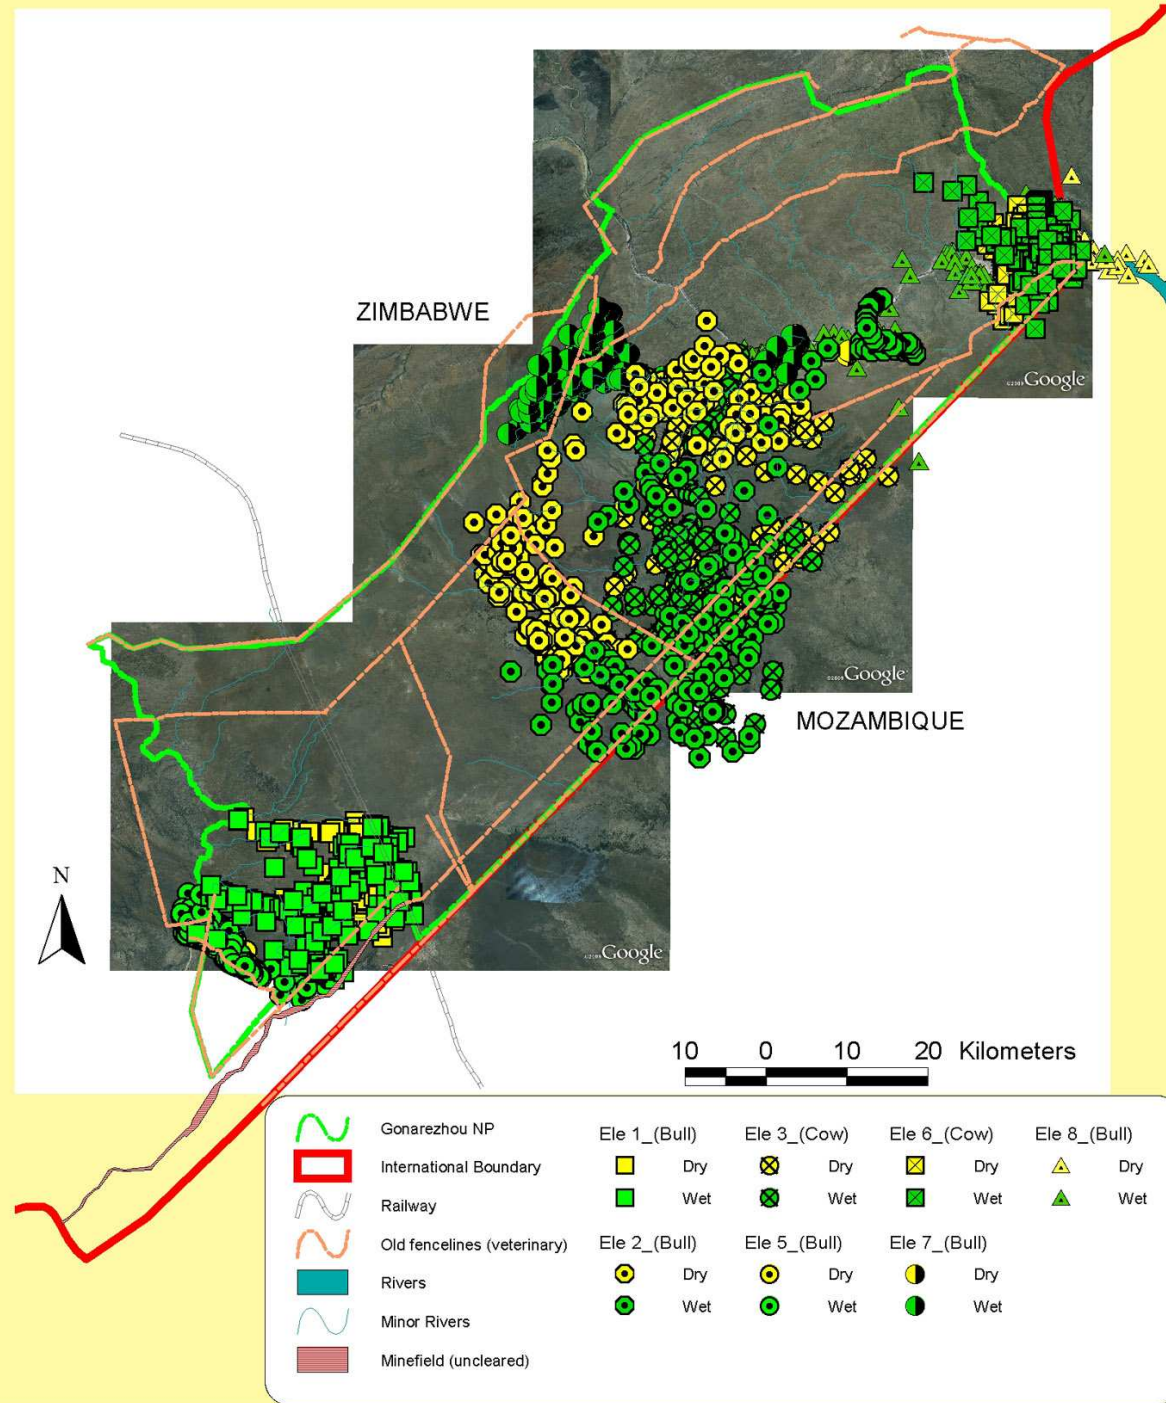 ZIMBABWE
Google
Google
MOZAMBIQUE
N
Google
10 0 10 20 Kilometers
Gonarezhou NP
International Boundary
Railway
Old fencelines (veterinary)
Rivers
Minor Rivers
Minefield (uncleared)
Ele 1_(Bull)
Dry
Wet
Ele 3_(Cow)
Dry
Wet
Ele 6_(Cow)
Dry
Wet
Ele 8_(Bull)
Dry
Wet
Ele 2_(Bull)
Dry
Wet
Ele 5_(Bull)
Dry
Wet
Ele 7_(Bull)
Dry
Wet